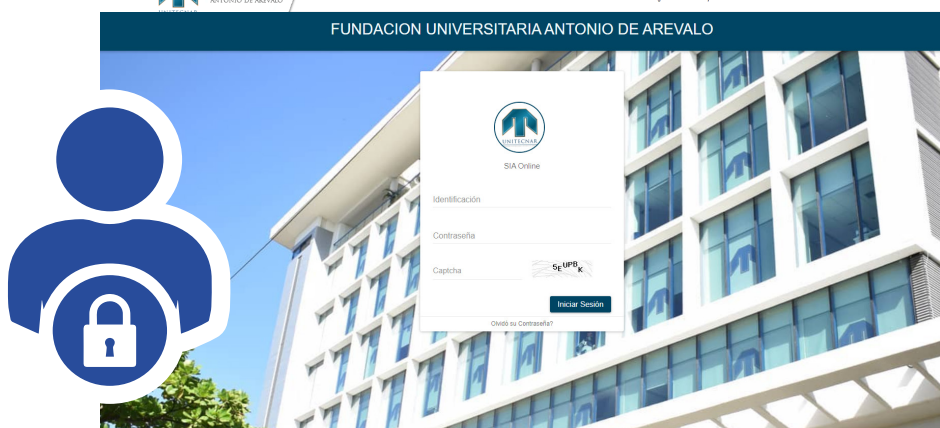 ANTONIO DE AREVALO
UNITECNAR
FUNDACION UNIVERSITARIA ANTONIO DE AREVALO
UNITECNAR
SIA Online
Identificación
Contraseña
Captcha
5EUPBK
Iniciar Sesión
Olvidó su Contraseña?